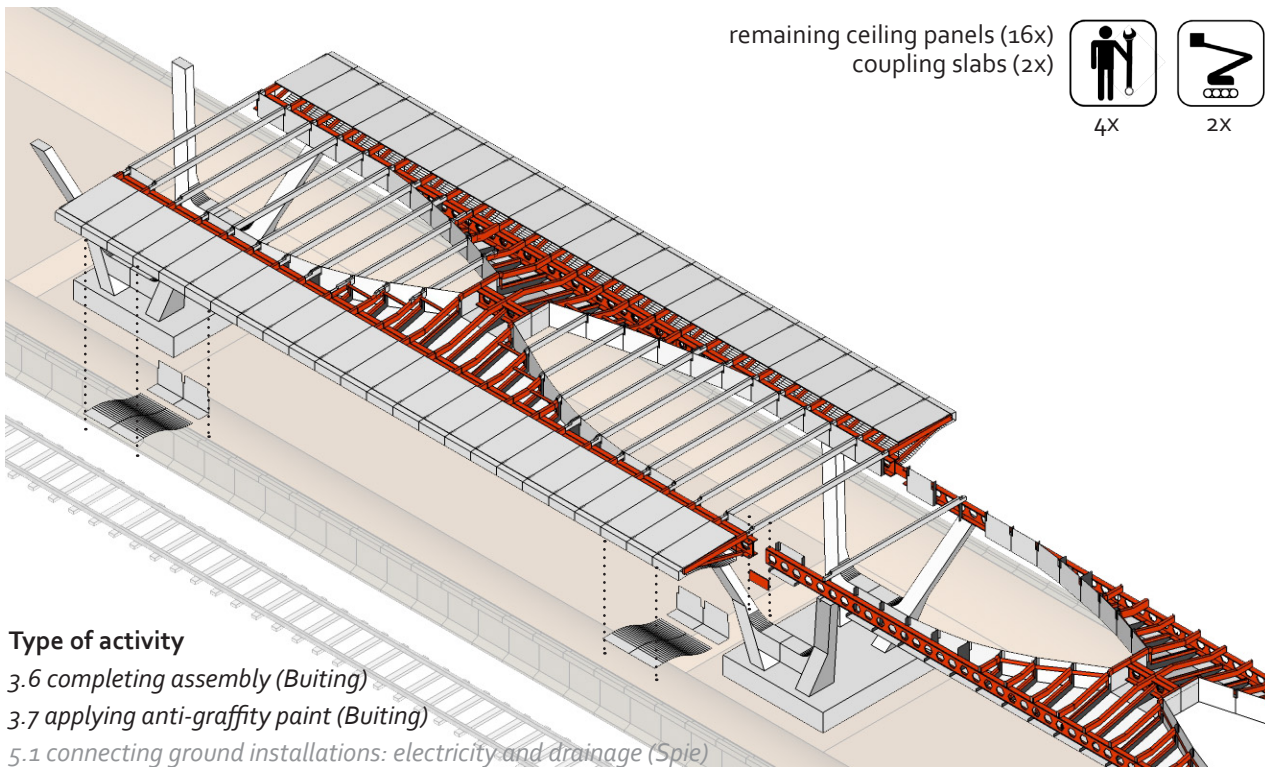 remaining ceiling panels (16x)
coupling slabs (2x)
4x
2x
Type of activity
3.6 completing assembly (Buiting)
3.7 applying anti-graffity paint (Buiting)
5.1 connecting ground installations: electricity and drainage (Spie)